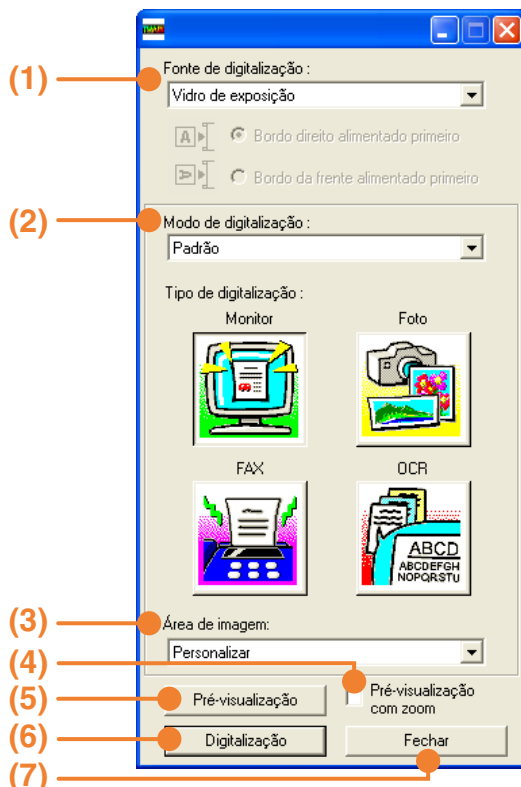 (1)
Fonte de digitalização :
Vidro de exposição
A
Bordo direito alimentado primeiro
A
Bordo da frente alimentado primeiro
(2)
Modo de digitalização :
Padrão
Tipo de digitalização :
Monitor
Foto
FAX
OCR
ABCD
ABCDEFGH
NOPQRSTU
(3)
Área de imagem:
Personalizar
(4)
Pré-visualização
com zoom
(5)
Pré-visualização
(6)
Digitalização
Fechar
(7)